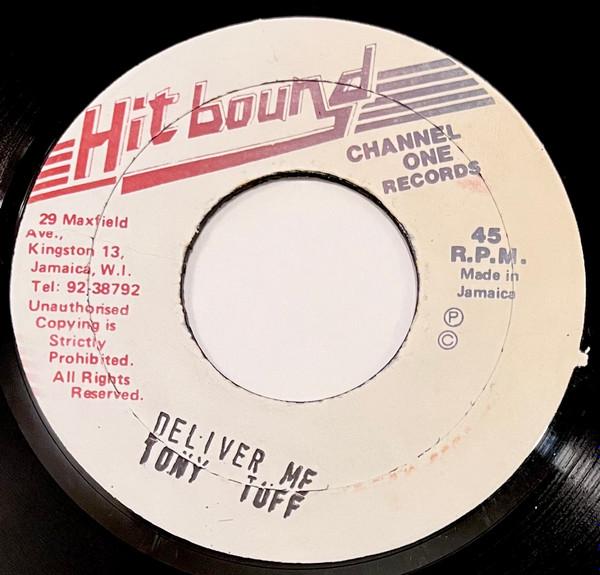 Hit bound
CHANNEL
ONE
RECORDS
29 Maxfield
Ave.,
Kingston 13,
Jamaica, W.I.
Tel: 92-38792
Unauthorised
Copying is
Strictly
Prohibited.
All Rights
Reserved.
45
R.P.M.
Made in
Jamaica
Ⓟ
©
DELIVER ME
TONY TUFF